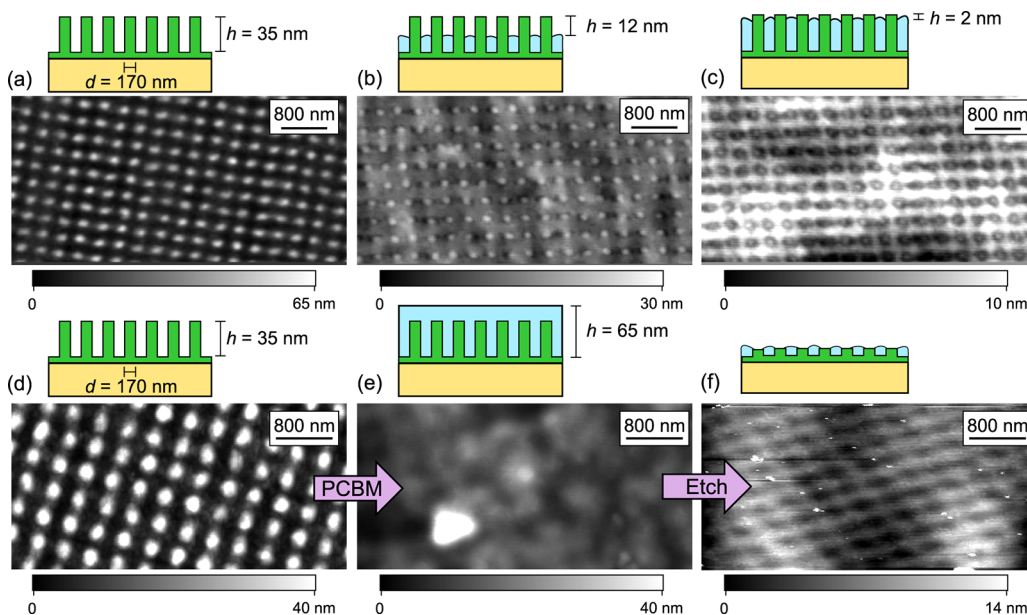 h = 35 nm
d = 170 nm
(a)
800 nm
0
65 nm
h = 12 nm
(b)
800 nm
0
30 nm
h = 2 nm
(c)
800 nm
0
10 nm
h = 35 nm
d = 170 nm
(d)
800 nm
PCBM
0
40 nm
h = 65 nm
(e)
800 nm
Etch
0
40 nm
(f)
800 nm
0
14 nm